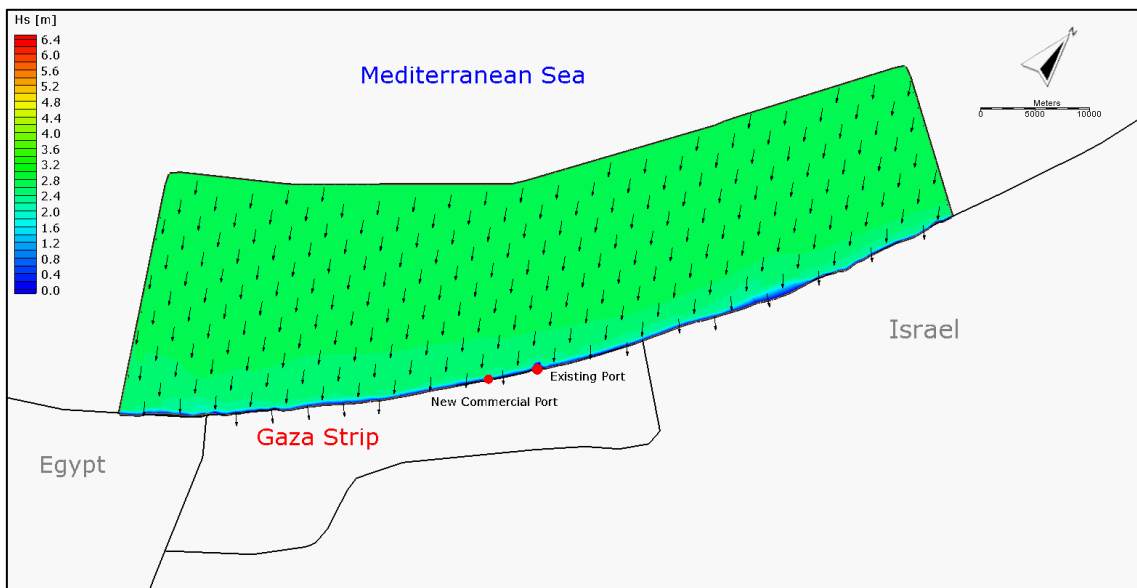 Hs [m]
6.4
6.0
5.6
5.2
4.8
4.4
4.0
3.6
3.2
2.8
2.4
2.0
1.6
1.2
0.8
0.4
0.0
Mediterranean Sea
N
Meters
0 5000 10000
Israel
Existing Port
New Commercial Port
Gaza Strip
Egypt